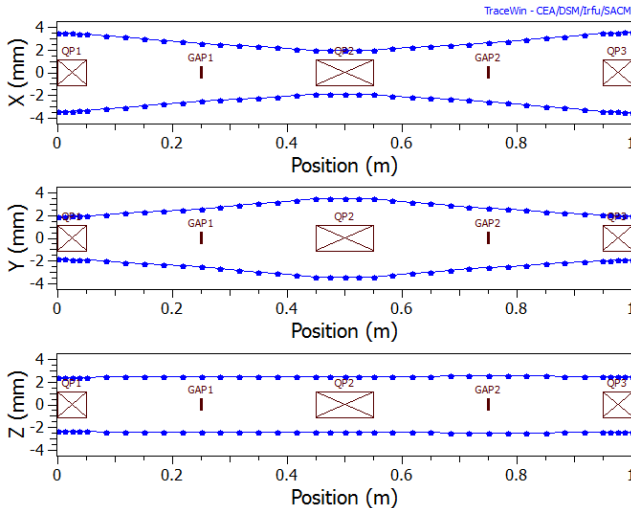 TraceWin - CEA/DSM/Irfu/SACM
X (mm)
4
2
0
-2
-4
QP1
GAP1
QP2
GAP2
QP3
0
0.2
0.4
0.6
0.8
1
Position (m)
Y (mm)
4
2
0
-2
-4
QP1
GAP1
QP2
GAP2
QP3
0
0.2
0.4
0.6
0.8
1
Position (m)
Z (mm)
4
2
0
-2
-4
QP1
GAP1
QP2
GAP2
QP3
0
0.2
0.4
0.6
0.8
1
Position (m)